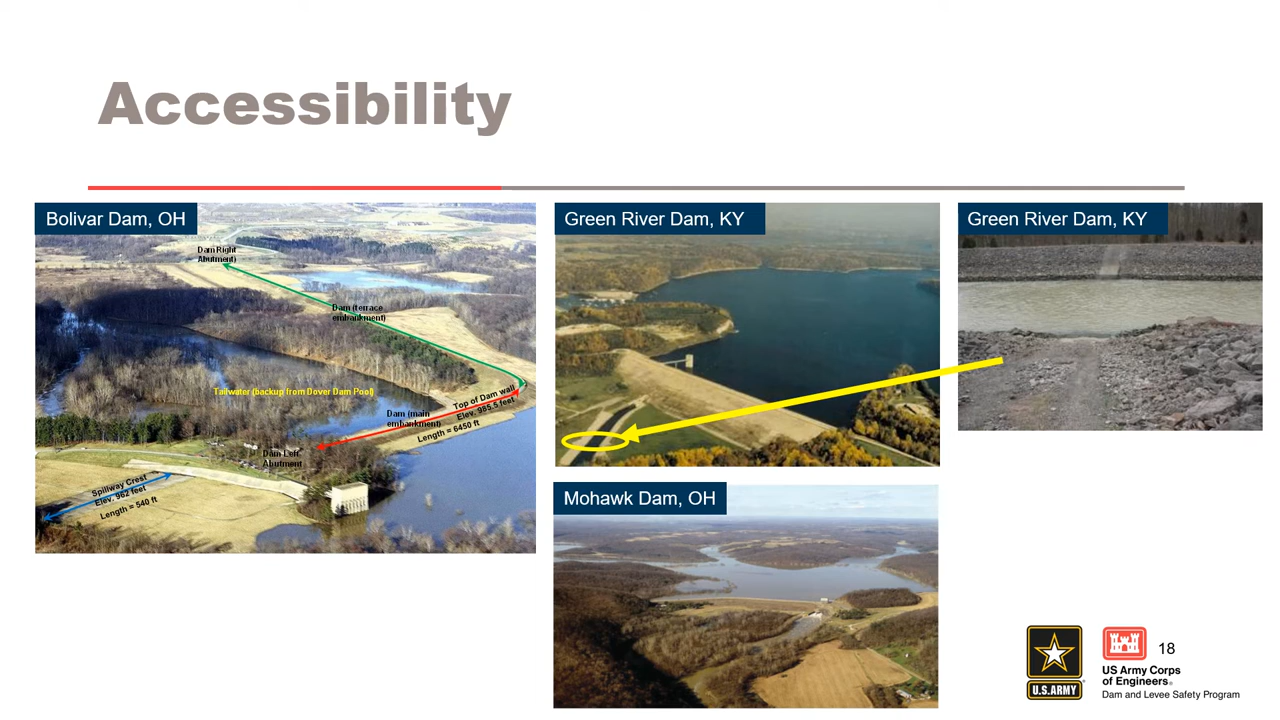 Accessibility
Bolivar Dam, OH
Dam Right
Abutment)
Dam (terrace
embankment)
Tailwater (backup from Dover Dam Pool)
Dam (main
embankment)
Top of Dam wall
Elev. 985.5 feet
Length = 6450 ft
Dam Left
Abutment
Spillway Crest
Elev. 962 feet
Length = 540 ft
Green River Dam, KY
Green River Dam, KY
Mohawk Dam, OH
U.S.ARMY
US Army Corps
of Engineers®
Dam and Levee Safety Program
18